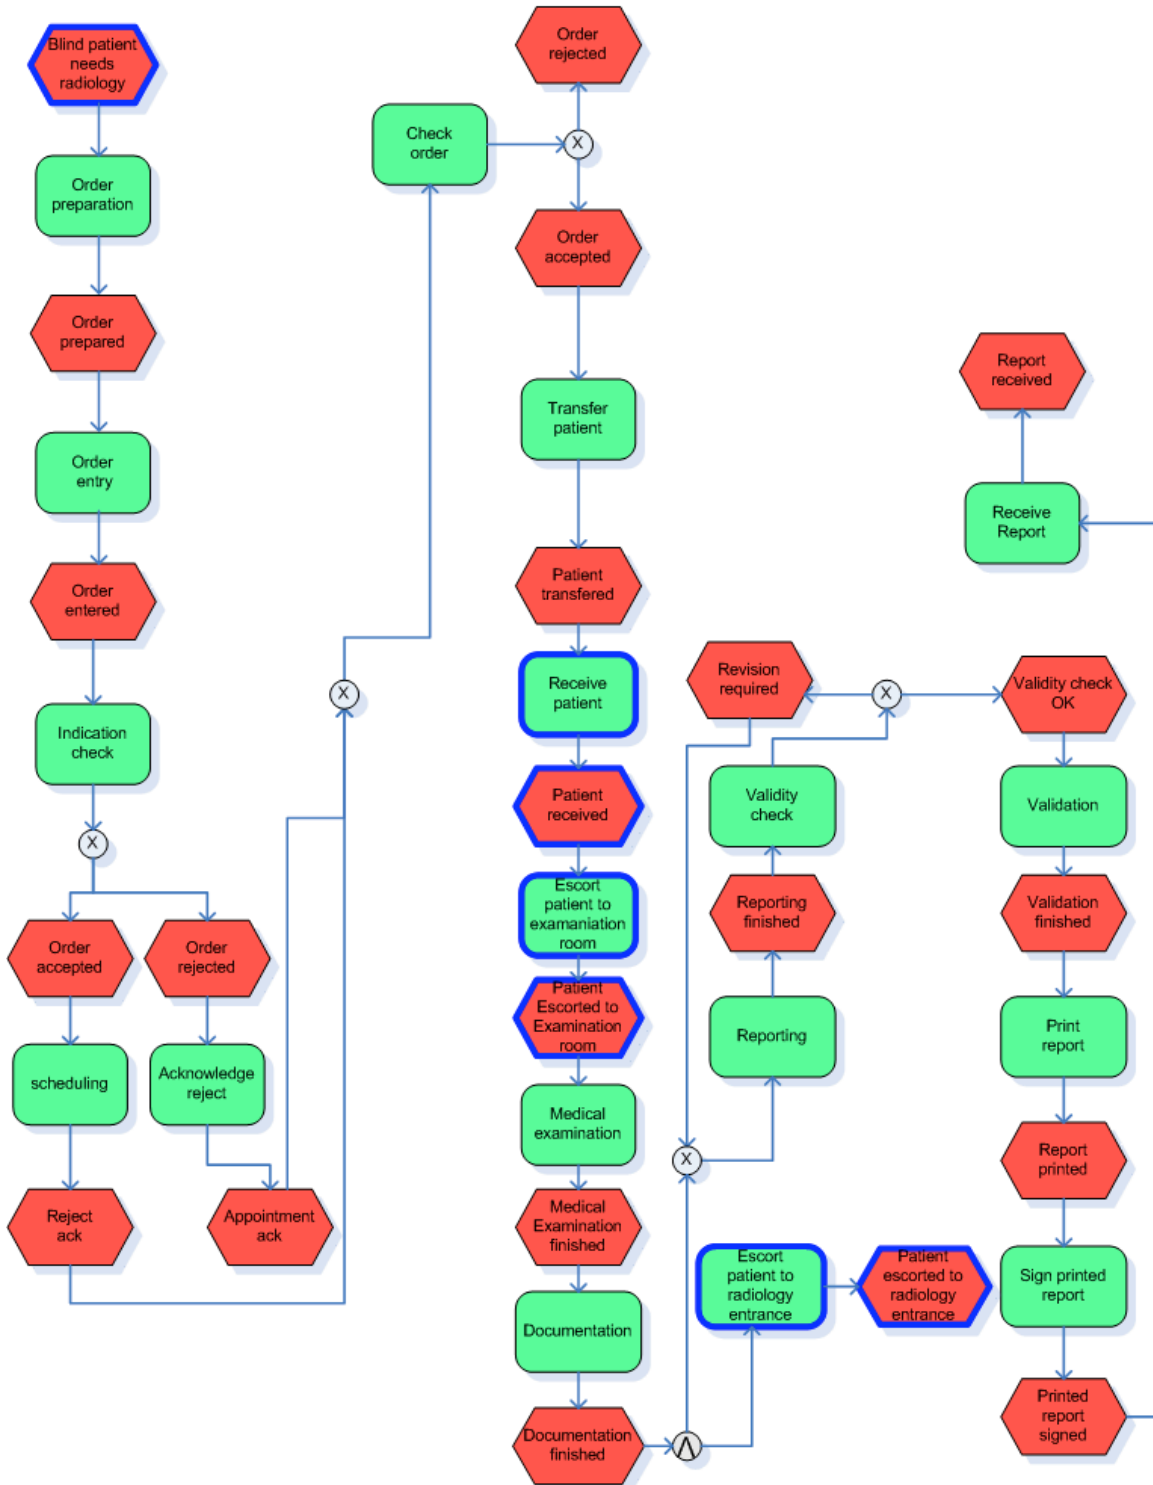 Blind patient
needs
radiology
Order
preparation
Order
prepared
Order
entry
Order
entered
Indication
check
X
Order
accepted
Order
rejected
scheduling
Acknowledge
reject
Reject
ack
Appointment
ack
X
Check
order
X
Order
rejected
Order
accepted
Transfer
patient
Patient
transfered
Receive
patient
Patient
received
Escort
patient to
examaniation
room
Patient
Escorted to
Examination
room
Medical
examination
Medical
Examination
finished
Documentation
Documentation
finished
Λ
Escort
patient to
radiology
entrance
Patient
escorted to
radiology
entrance
X
Reporting
Reporting
finished
Validity
check
X
Revision
required
Validity check
OK
Validation
Validation
finished
Print
report
Report
printed
Sign printed
report
Printed
report
signed
Receive
Report
Report
received